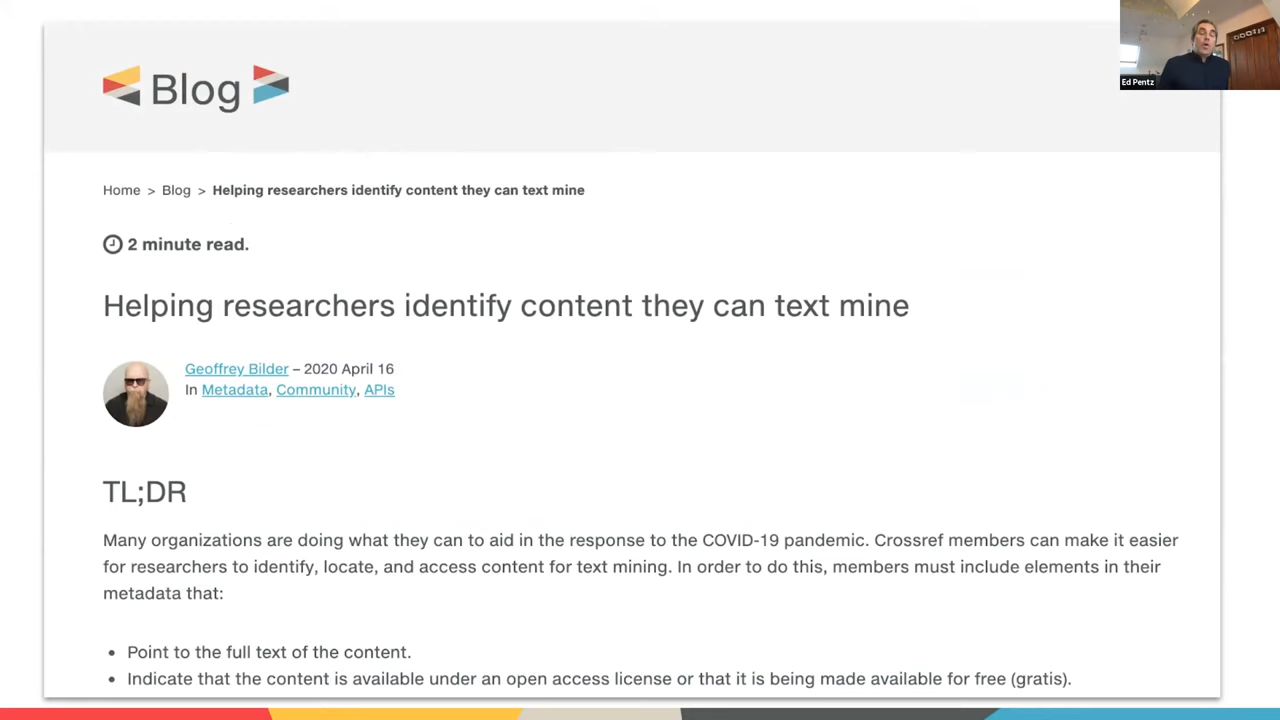 Ed Pentz
Blog
Home > Blog > Helping researchers identify content they can text mine
2 minute read.
Helping researchers identify content they can text mine
Geoffrey Bilder – 2020 April 16
In Metadata, Community, APIs
TL;DR
Many organizations are doing what they can to aid in the response to the COVID-19 pandemic. Crossref members can make it easier
for researchers to identify, locate, and access content for text mining. In order to do this, members must include elements in their
metadata that:
• Point to the full text of the content.
• Indicate that the content is available under an open access license or that it is being made available for free (gratis).